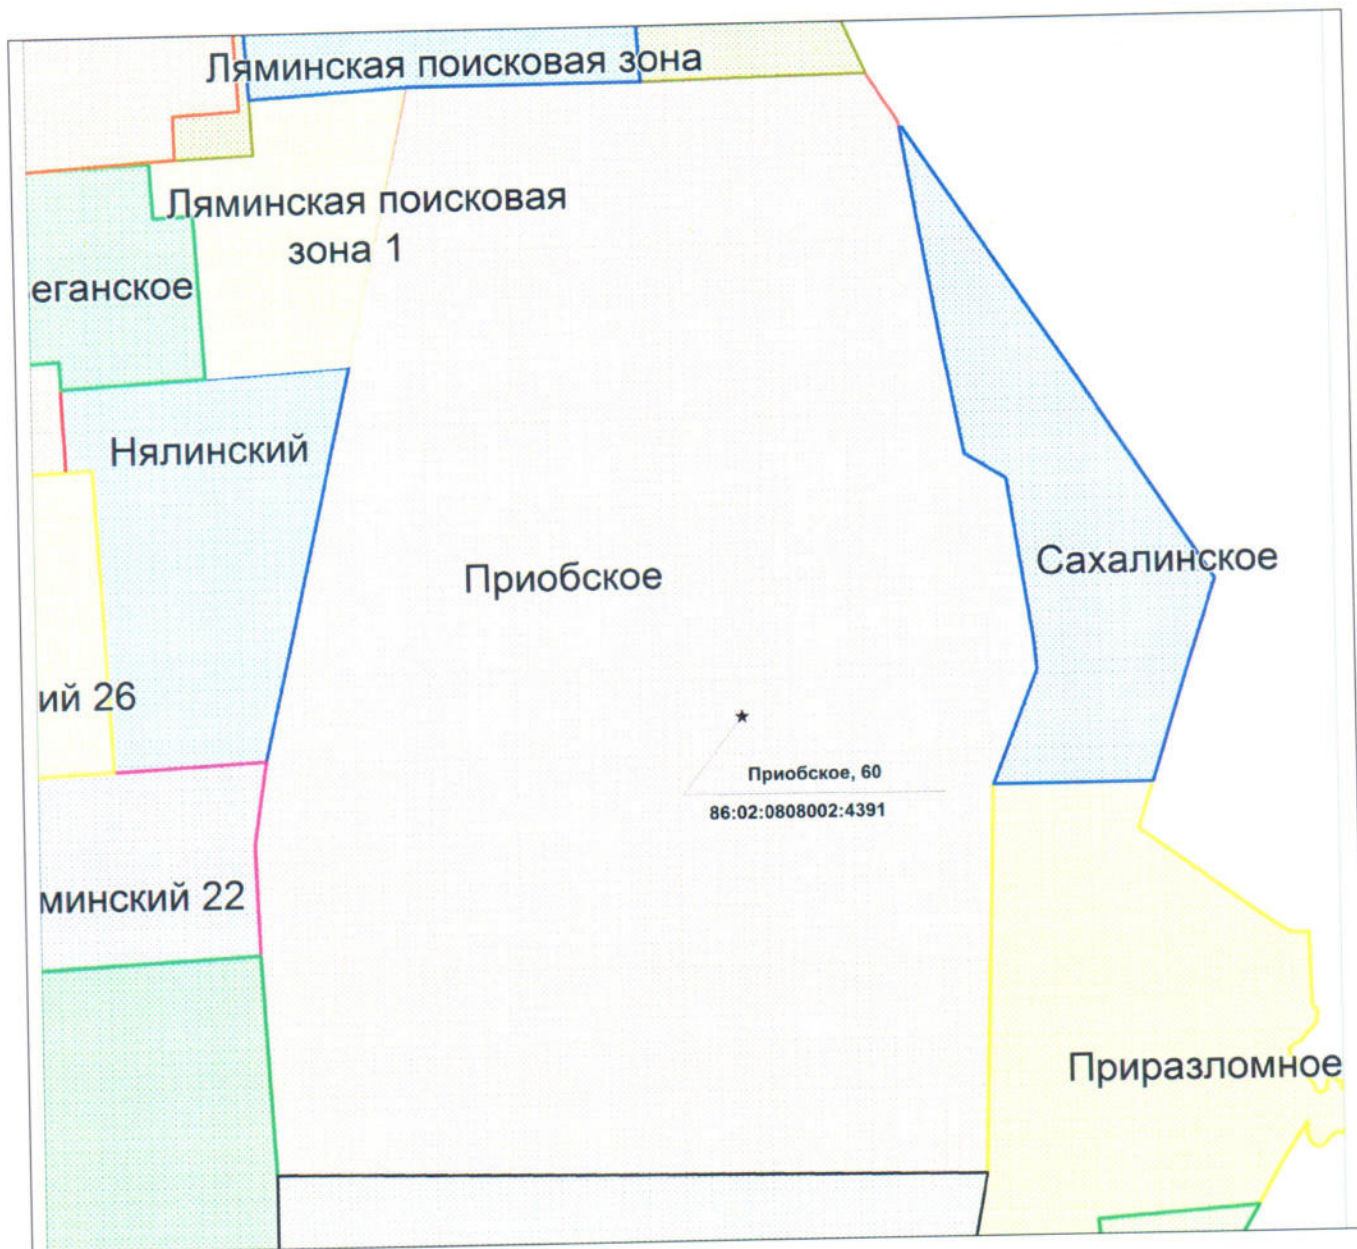 Ляминская поисковая зона
Ляминская поисковая
зона 1
еганское
Нялинский
Приобское
Сахалинское
ий 26
Приобское, 60
86:02:0808002:4391
минский 22
Приразломное